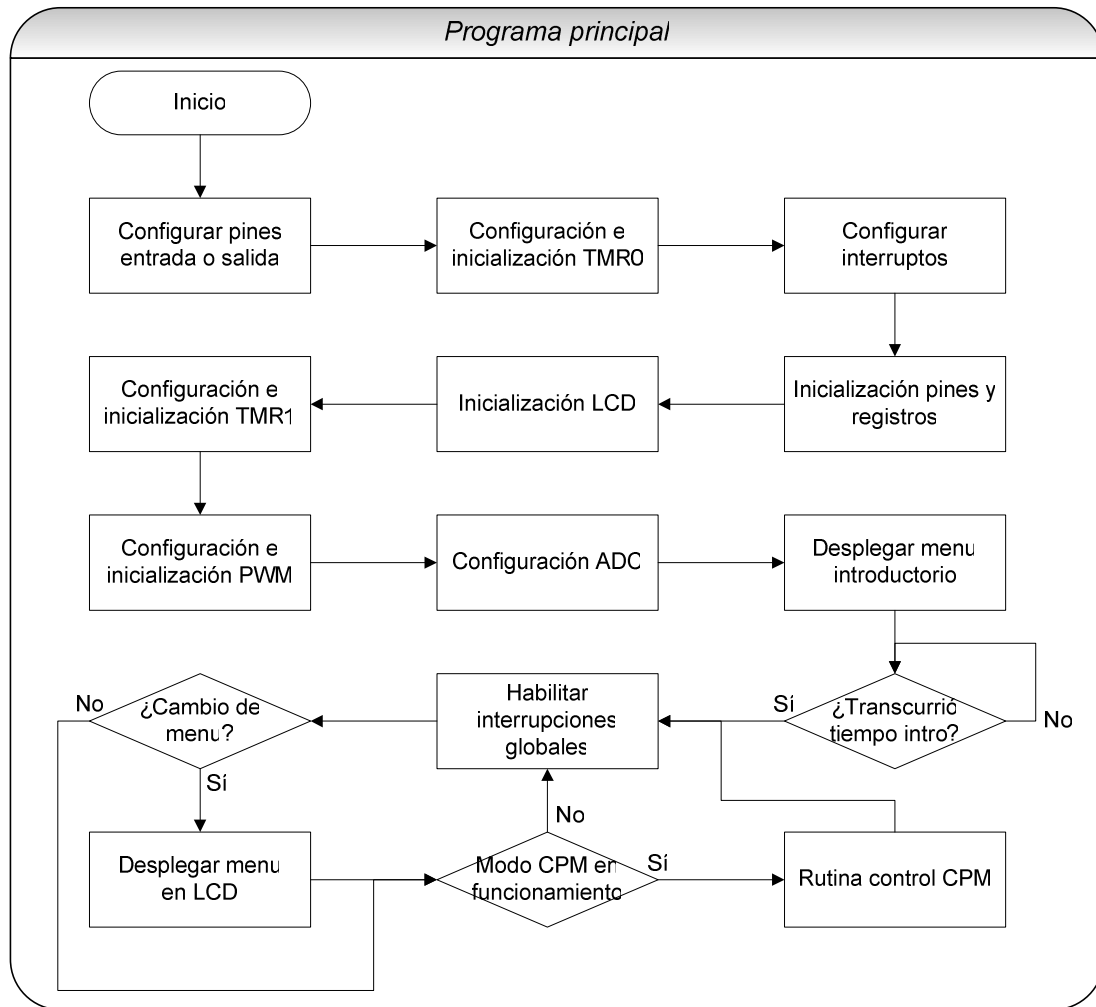 Programa principal
Inicio
Configurar pines
entrada o salida
Configuración e
inicialización TMR0
Configurar
interruptos
Inicialización pines y
registros
Inicialización LCD
Configuración e
inicialización TMR1
Configuración e
inicialización PWM
Configuración ADC
Desplegar menu
introductorio
¿Transcurrió
tiempo intro?
Sí
No
Habilitar
interrupciones
globales
¿Cambio de
menu?
No
Sí
Desplegar menu
en LCD
Modo CPM en
funcionamiento
No
Sí
Rutina control CPM